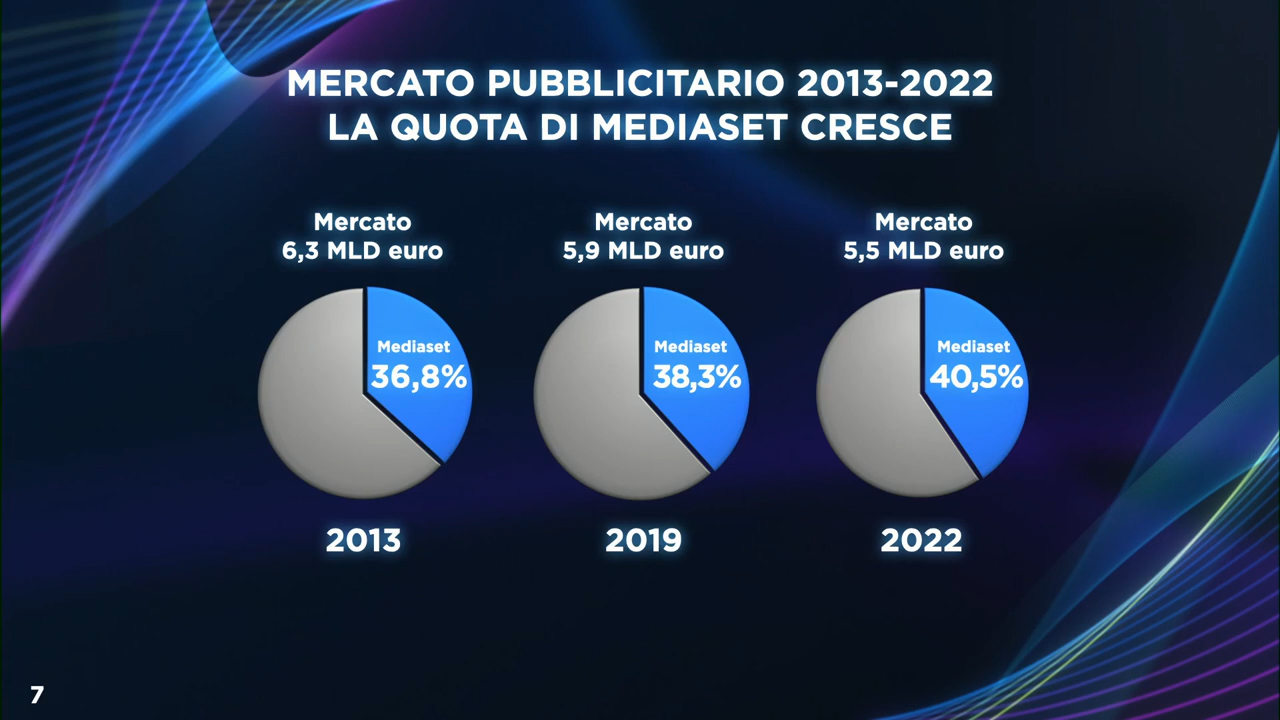 MERCATO PUBBLICITARIO 2013-2022
LA QUOTA DI MEDIASET CRESCE
Mercato
6,3 MLD euro
Mediaset
36,8%
2013
Mercato
5,9 MLD euro
Mediaset
38,3%
2019
Mercato
5,5 MLD euro
Mediaset
40,5%
2022
7